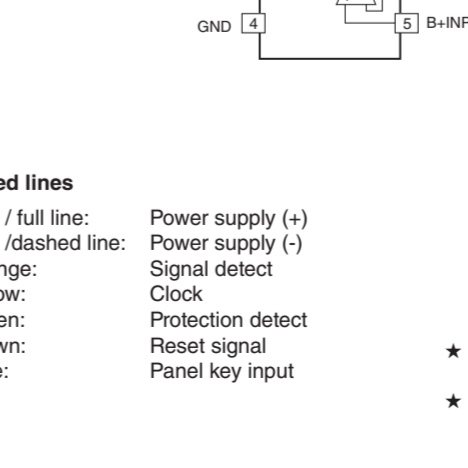 GND 4 5 B+INP
ed lines
/ full line: Power supply (+)
/dashed line: Power supply (-)
nge: Signal detect
ow: Clock
en: Protection detect
wn: Reset signal
e: Panel key input
★
★